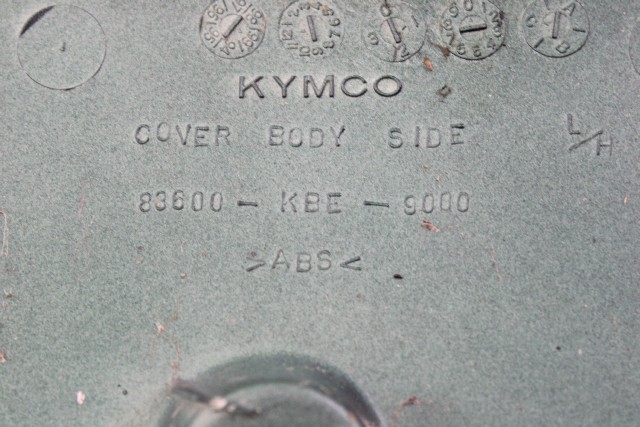 KYMCO
COVER BODY SIDE L/H
83600 - KBE - 9000
>ABS<